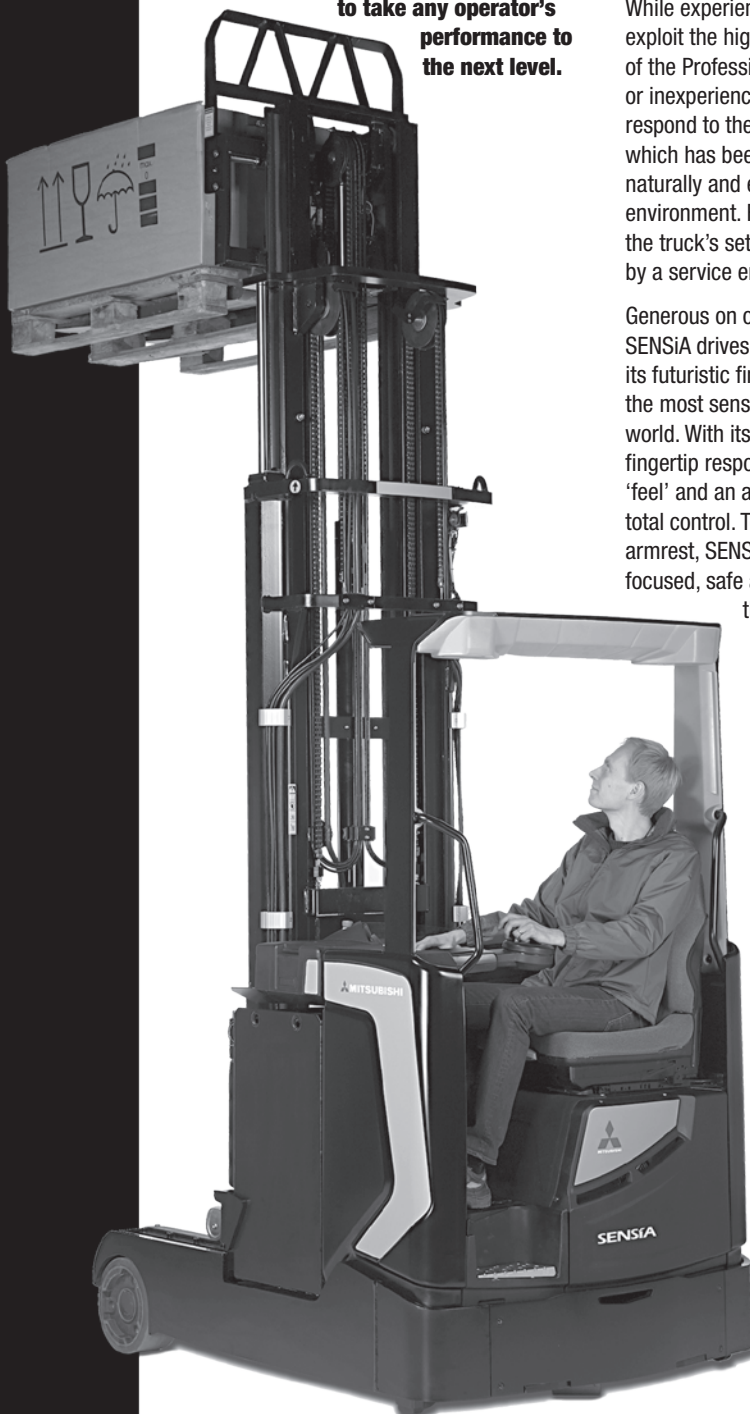 to take any operator’s
performance to
the next level.
While experien
exploit the hig
of the Professi
or inexperienc
respond to the
which has bee
naturally and e
environment. I
the truck’s set
by a service er
Generous on c
SENSiA drives
its futuristic fir
the most sens
world. With its
fingertip respo
‘feel’ and an a
total control. T
armrest, SENS
focused, safe a
t
MITSUBISHI
SENSiA